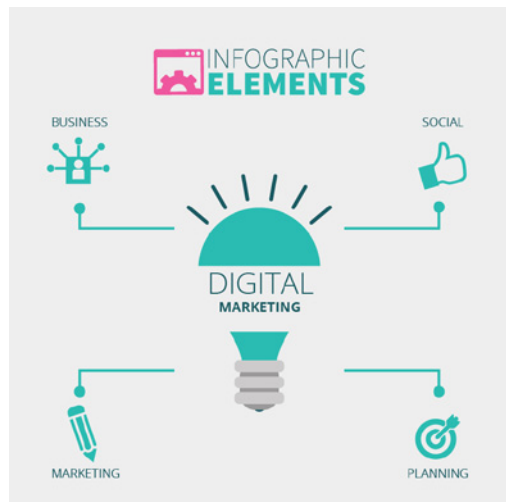 INFOGRAPHIC
ELEMENTS
BUSINESS
SOCIAL
DIGITAL
MARKETING
MARKETING
PLANNING